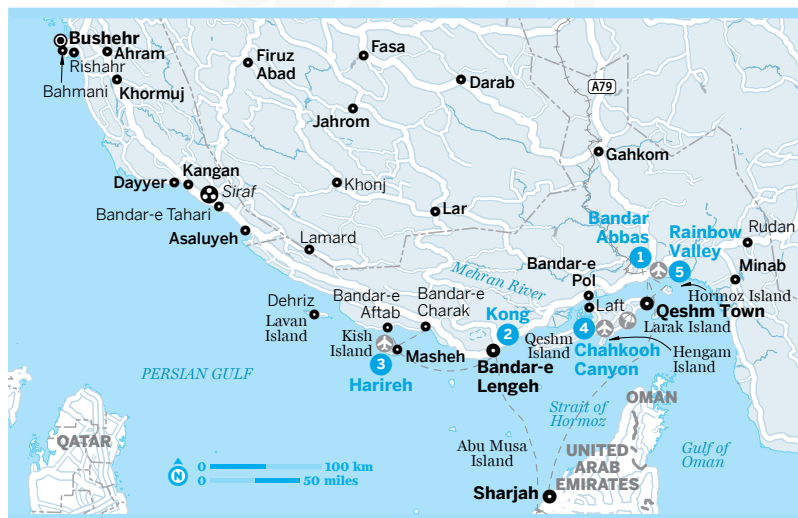 Bushehr
Ahram
Rishahr
Bahmani
Khormuj
Firuz
Abad
Fasa
Darab
A79
Jahrom
Gahkom
Dayyer
Kangan
Siraf
Bandar-e Tahari
Asaluyeh
Khonj
Lar
Lamard
Bandar
Abbas
1
Rainbow
Valley
5
Rudan
Minab
Mehran River
Bandar-e
Pol
Laft
Hormoz Island
Qeshm Town
Larak Island
Dehriz
Lavan
Island
Bandar-e
Aftab
Bandar-e
Charak
Kong
2
Kish
Island
Masheh
3
Harireh
Qeshm
Island
4
Chahkooh
Canyon
Hengam
Island
Bandar-e
Lengeh
PERSIAN GULF
Strait of
Hormoz
OMAN
QATAR
Abu Musa
Island
UNITED
ARAB
EMIRATES
Gulf of
Oman
Sharjah
N
0 100 km
0 50 miles